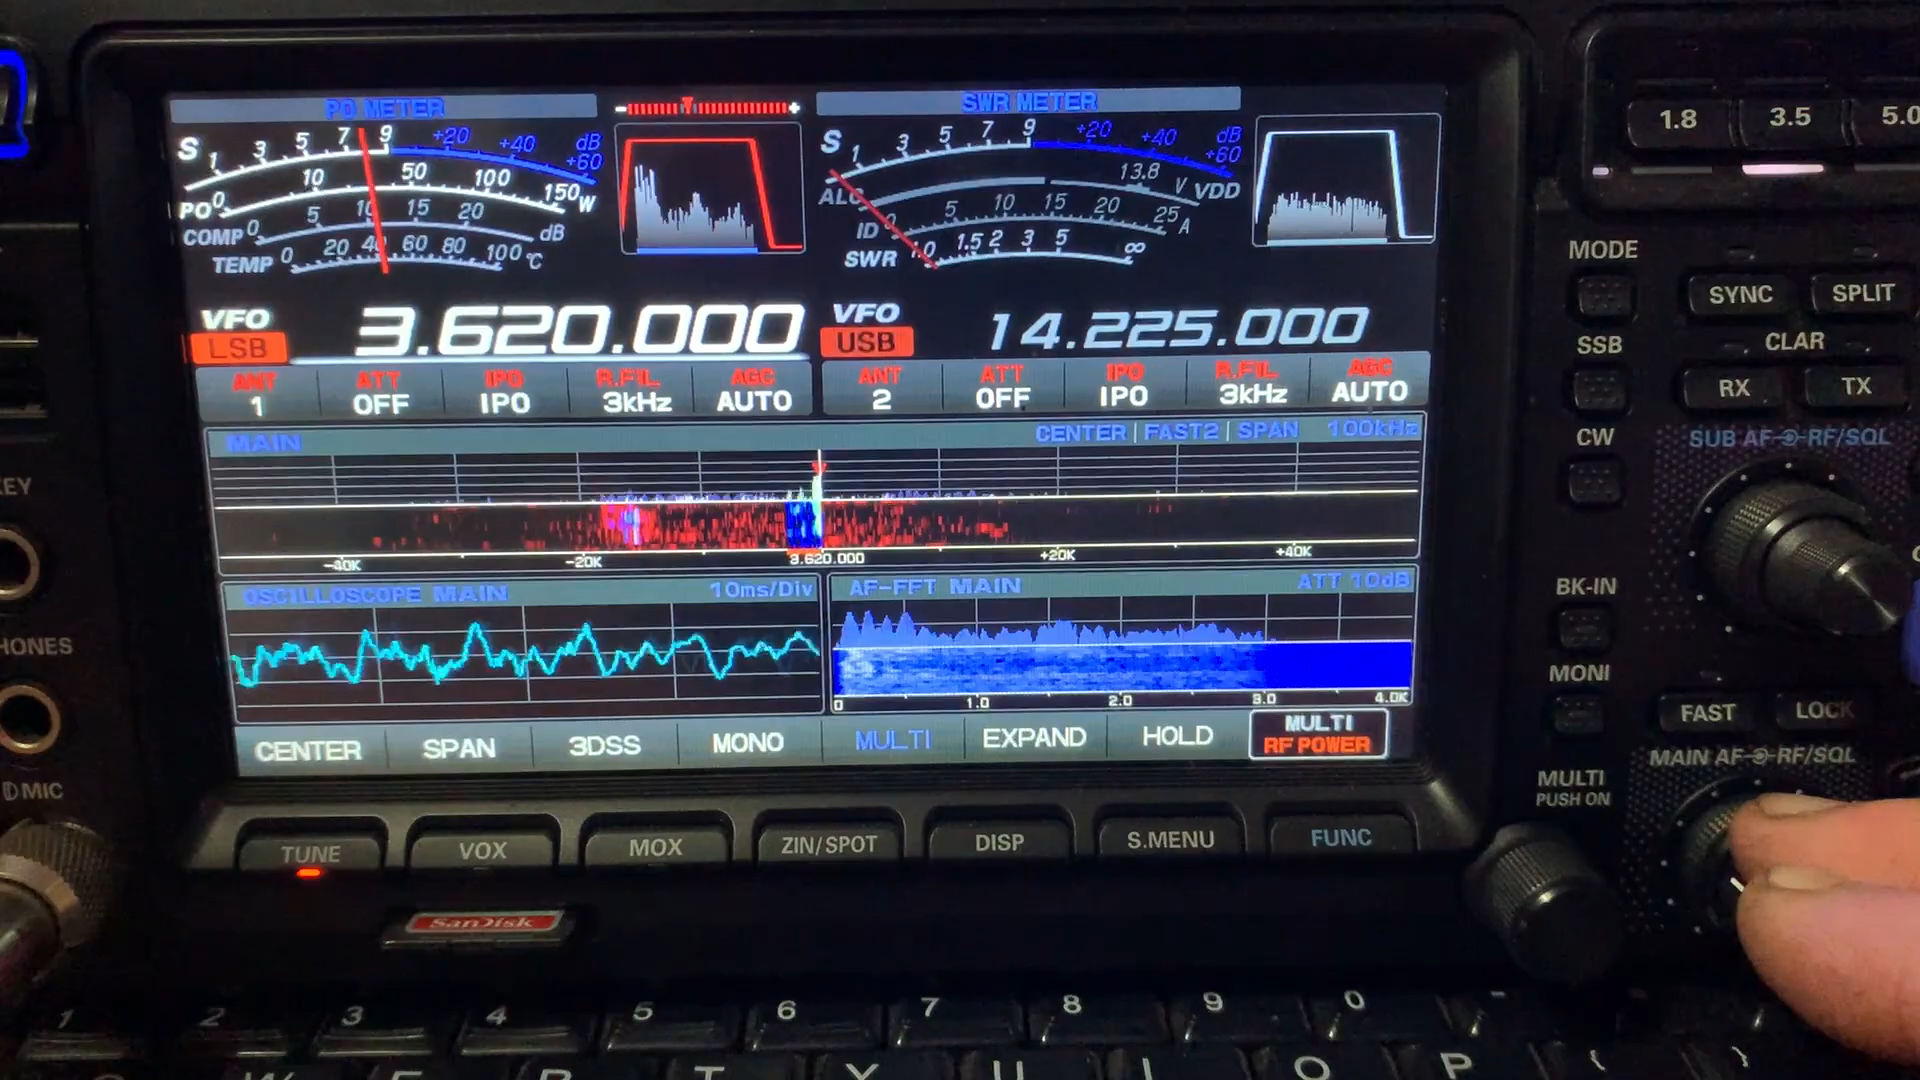 PO METER
S 1 3 5 7 9 +20 +40 +60 dB
PO 0 10 50 100 150 W
COMP 0 5 10 15 20 dB
TEMP 0 20 40 60 80 100 °C
- +
SWR METER
S 1 3 5 7 9 +20 +40 +60 dB
ALC 13.8 V VDD
ID 0 5 10 15 20 25 A
SWR 1.0 1.5 2 3 5 ∞
VFO
LSB
3.620.000
VFO
USB
14.225.000
ANT ATT IPO R.FIL AGC
1 OFF IPO 3kHz AUTO
ANT ATT IPO R.FIL AGC
2 OFF IPO 3kHz AUTO
MAIN CENTER | FAST2 | SPAN 100kHz
-40K -20K 3.620.000 +20K +40K
OSCILLOSCOPE MAIN 10ms/Div
AF-FFT MAIN ATT 10dB
0 1.0 2.0 3.0 4.0K
CENTER SPAN 3DSS MONO MULTI EXPAND HOLD
MULTI
RF POWER
TUNE VOX MOX ZIN/SPOT DISP S.MENU FUNC
SanDisk
1.8 3.5 5.0
MODE
SYNC SPLIT
SSB
CLAR
RX TX
CW
SUB AF RF/SQL
BK-IN
MONI
FAST LOCK
MAIN AF RF/SQL
MULTI
PUSH ON
MIC
1 2 3 4 5 6 7 8 9 0 -
T Y U I O P